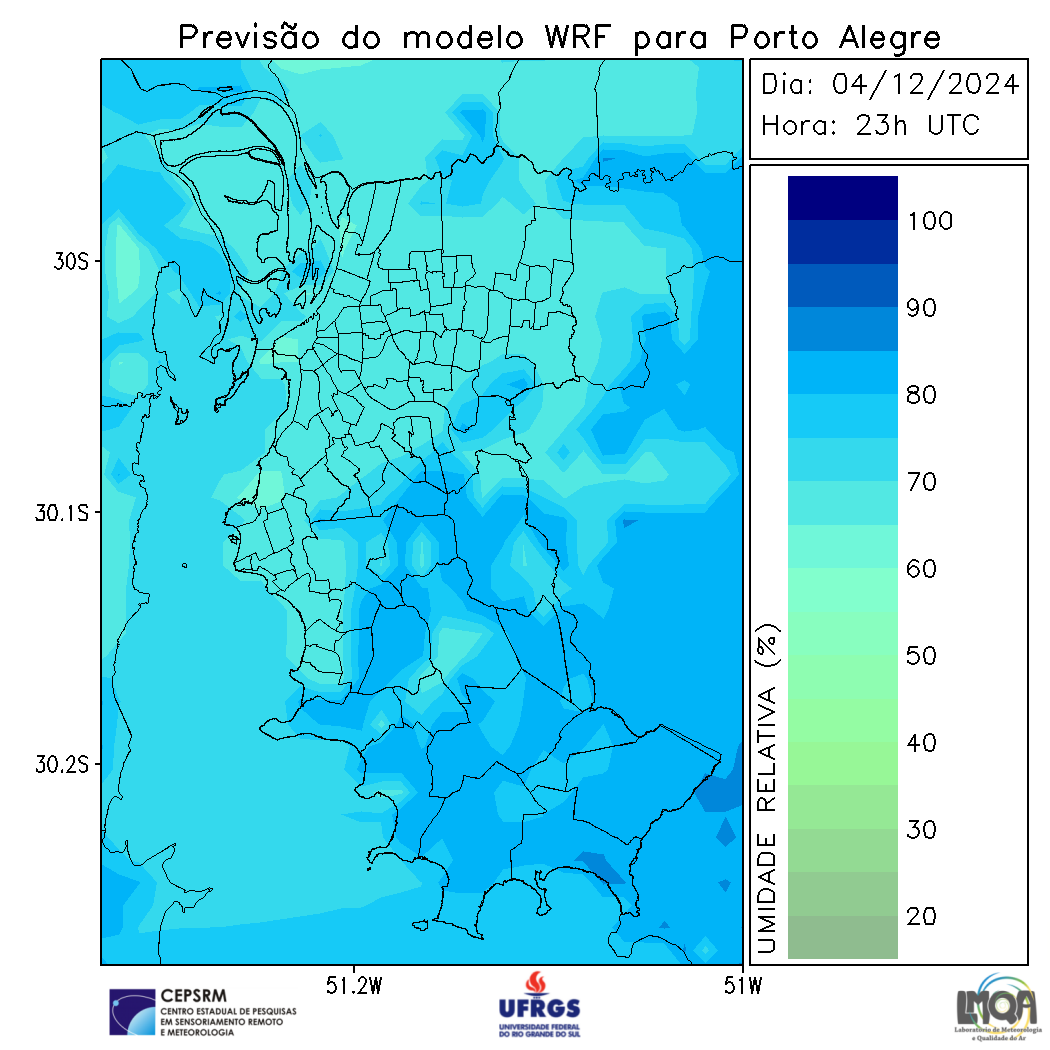 Previsão do modelo WRF para Porto Alegre
Dia: 04/12/2024
Hora: 23h UTC
30S
30.1S
30.2S
51.2W
51W
UMIDADE RELATIVA (%)
100
90
80
70
60
50
40
30
20
CEPSRM
CENTRO ESTADUAL DE PESQUISAS
EM SENSORIAMENTO REMOTO
E METEOROLOGIA
UFRGS
UNIVERSIDADE FEDERAL
DO RIO GRANDE DO SUL
LMQA
Laboratório de Meteorologia
e Qualidade do Ar